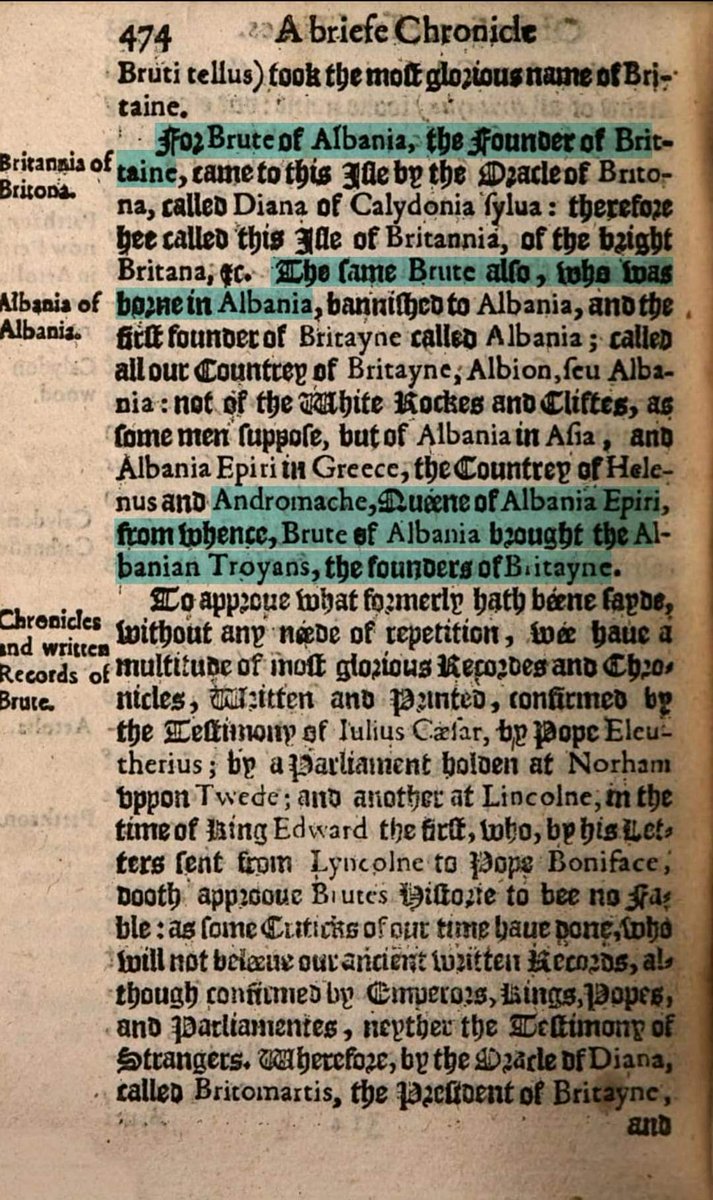 474 A briefe Chronicle
Bruti tellus) took the most glorious name of Bri-
taine.
For Brute of Albania, the Founder of Brit-
Britannia of
Britona.
taine, came to this Isle by the Oracle of Brito-
na, called Diana of Calydonia sylua: therefore
hee called this Isle of Britannia, of the bright
Britana, &c. The same Brute also, who was
Albania of
Albania.
borne in Albania, bannished to Albania, and the
first founder of Britayne called Albania; called
all our Countrey of Britayne, Albion, seu Alba-
nia: not of the White Rockes and Cliftes, as
some men suppose, but of Albania in Asia, and
Albania Epiri in Greece, the Countrey of Hele-
nus and Andromache, Quéene of Albania Epiri,
from whence, Brute of Albania brought the Al-
banian Troyans, the founders of Britayne.
Chronicles
and written
Records of
Brute.
To approue what formerly hath béene sayde,
without any néede of repetition, wée haue a
multitude of most glorious Recordes and Chro-
nicles, Written and Printed, confirmed by
the Testimony of Iulius Cæsar, by Pope Eleu-
therius; by a Parliament holden at Norham
vppon Twede; and another at Lincolne, in the
time of King Edward the first, who, by his Let-
ters sent from Lyncolne to Pope Boniface,
dooth approoue Brutes Historie to bee no Fa-
ble: as some Criticks of our time haue done, who
will not beléeue our ancient written Records, al-
though confirmed by Emperors, Kings, Popes,
and Parliamentes, neyther the Testimony of
Strangers. Wherefore, by the Oracle of Diana,
called Britomartis, the President of Britayne,
and